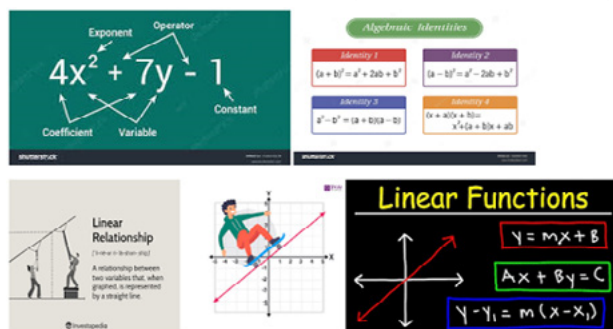 Operator
Exponent
4x² + 7y - 1
Constant
Coefficient
Variable
shutterstock
Algebraic Identities
Identity 1
(a + b)² = a² + 2ab + b²
Identity 2
(a − b)² = a² − 2ab + b²
Identity 3
a² − b² = (a + b)(a − b)
Identity 4
(x + a)(x + b) =
x² + (a + b)x + ab
shutterstock
Linear
Relationship
A relationship between
two variables that, when
graphed, is represented
by a straight line.
Investopedia
Y
X
Linear Functions
y = mx + B
Ax + By = C
y - y₁ = m (x - x₁)